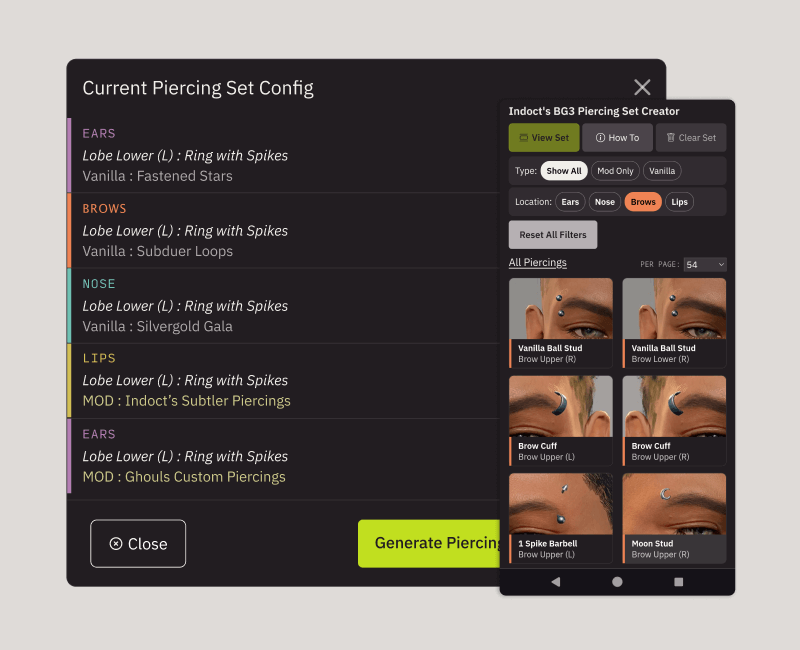 Current Piercing Set Config
EARS
Lobe Lower (L) : Ring with Spikes
Vanilla : Fastened Stars
BROWS
Lobe Lower (L) : Ring with Spikes
Vanilla : Subduer Loops
NOSE
Lobe Lower (L) : Ring with Spikes
Vanilla : Silvergold Gala
LIPS
Lobe Lower (L) : Ring with Spikes
MOD : Indoct’s Subtler Piercings
EARS
Lobe Lower (L) : Ring with Spikes
MOD : Ghouls Custom Piercings
Close
Generate Piercing
Indoct's BG3 Piercing Set Creator
View Set How To Clear Set
Type: Show All Mod Only Vanilla
Location: Ears Nose Brows Lips
Reset All Filters
All Piercings PER PAGE: 54
Vanilla Ball Stud
Brow Upper (R)
Vanilla Ball Stud
Brow Lower (R)
Brow Cuff
Brow Upper (L)
Brow Cuff
Brow Upper (R)
1 Spike Barbell
Brow Upper (L)
Moon Stud
Brow Upper (R)